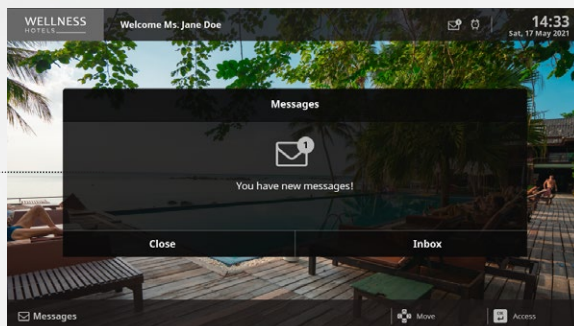 WELLNESS
HOTELS
Welcome Ms. Jane Doe
14:33
Sat, 17 May 2021
Messages
1
You have new messages!
Close
Inbox
Messages
Move
OK
Access